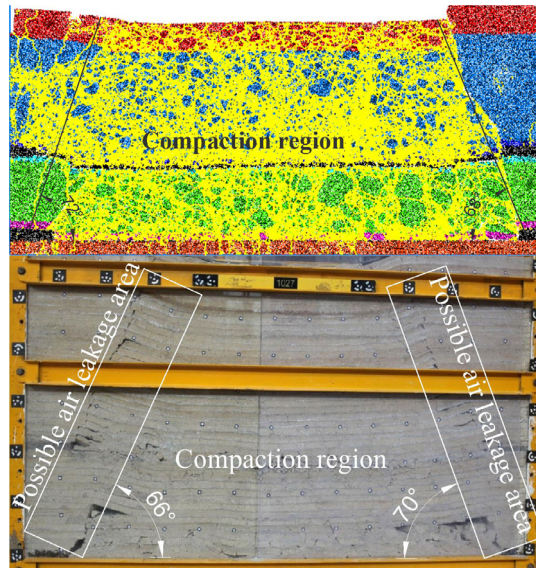 Compaction region
Possible air leakage area
1027
Possible air leakage area
Compaction region
66°
70°